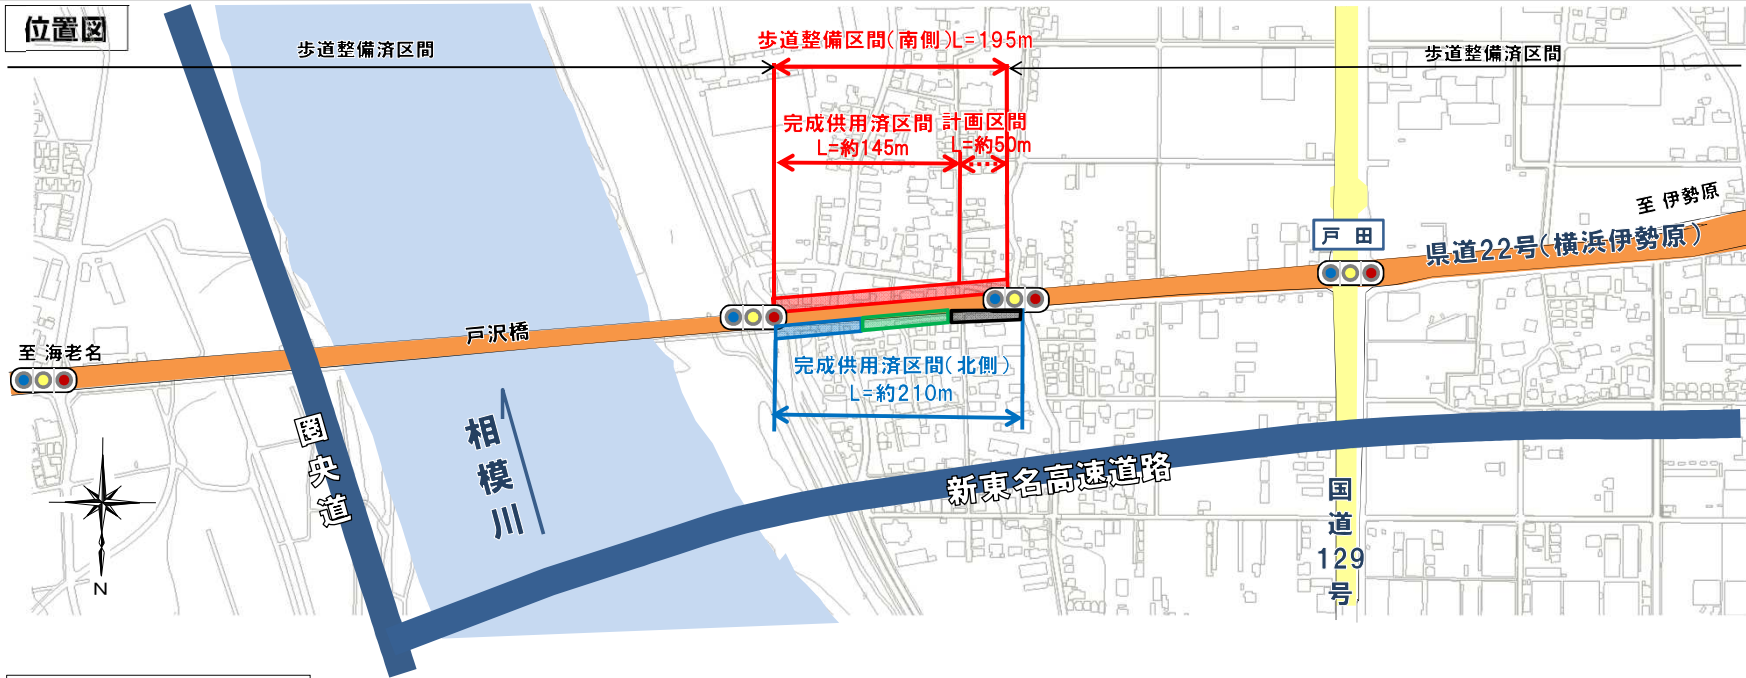 位置図
歩道整備済区間
歩道整備区間(南側)L=195m
歩道整備済区間
完成供用済区間
L=約145m
計画区間
L=約50m
至 伊勢原
戸 田
県道22号(横浜伊勢原)
戸沢橋
至 海老名
完成供用済区間(北側)
L=約210m
圏央道
相模川
新東名高速道路
国道129号
N